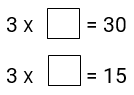 3 x □ = 30
3 x □ = 15